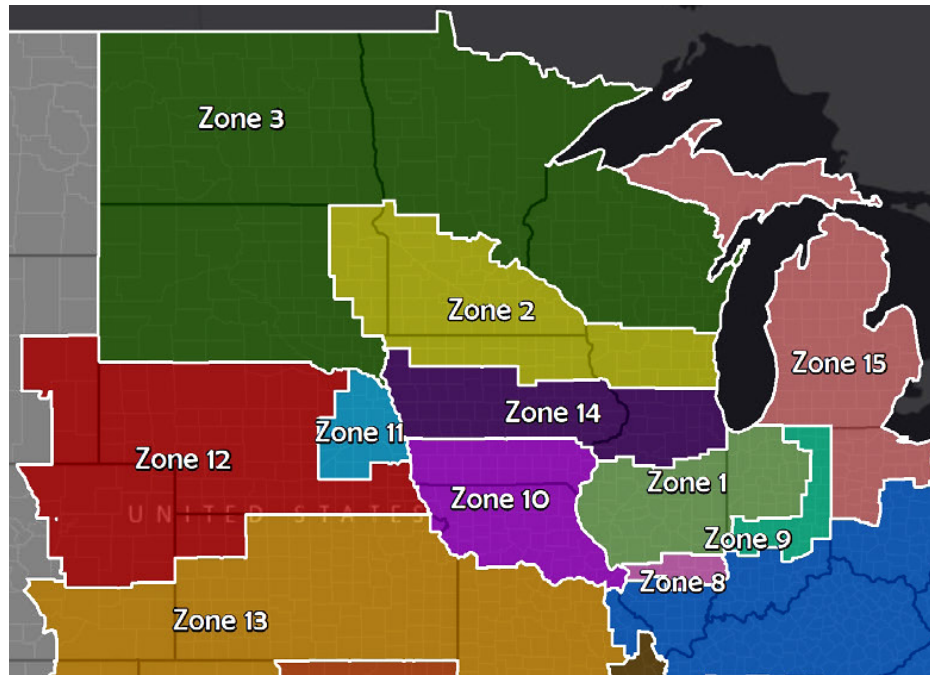 Zone 3
Zone 2
Zone 15
Zone 14
Zone 11
Zone 12
Zone 1
Zone 10
UNITED STATES
Zone 9
Zone 8
Zone 13